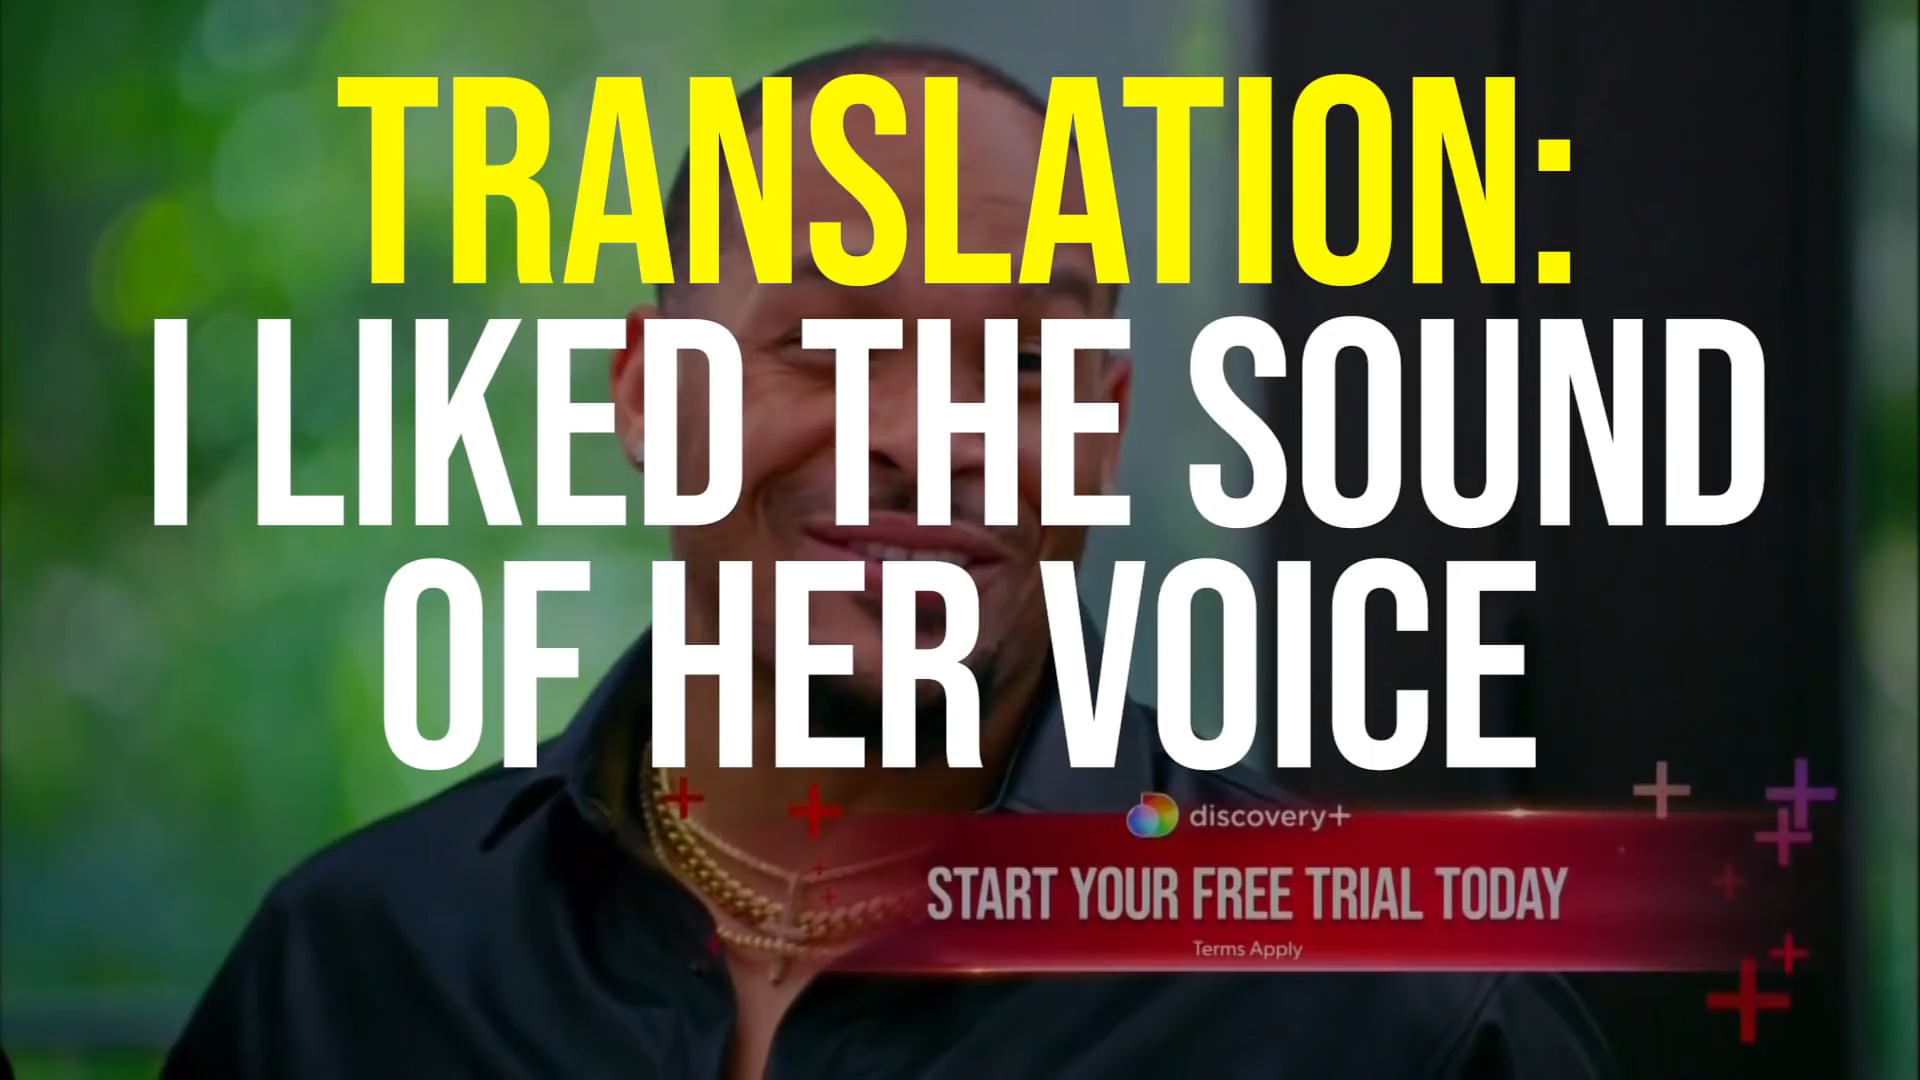 TRANSLATION:
I LIKED THE SOUND
OF HER VOICE
discovery+
START YOUR FREE TRIAL TODAY
Terms Apply